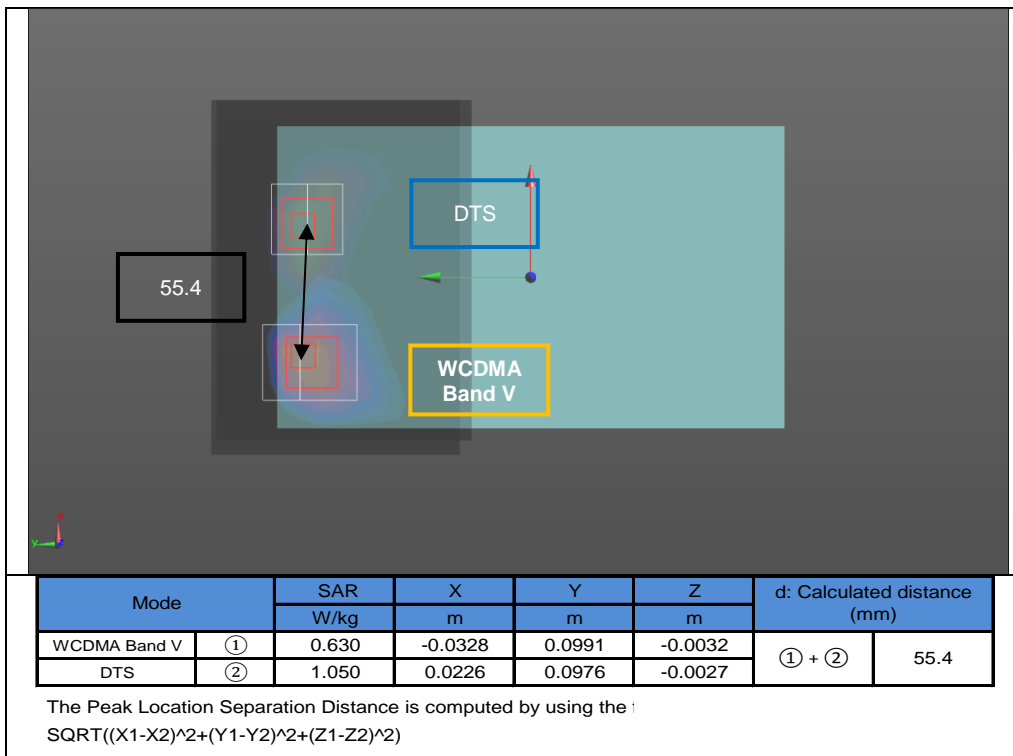 DTS
55.4
WCDMA
Band V
x
y
Mode SAR X Y Z d: Calculated distance
W/kg m m m (mm)
WCDMA Band V ① 0.630 -0.0328 0.0991 -0.0032 ① + ② 55.4
DTS ② 1.050 0.0226 0.0976 -0.0027
The Peak Location Separation Distance is computed by using the
SQRT((X1-X2)^2+(Y1-Y2)^2+(Z1-Z2)^2)